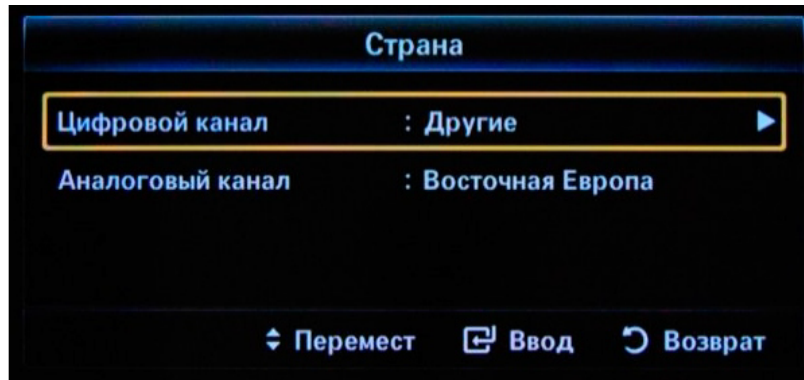 Страна
Цифровой канал : Другие
Аналоговый канал : Восточная Европа
Перемест Ввод Возврат